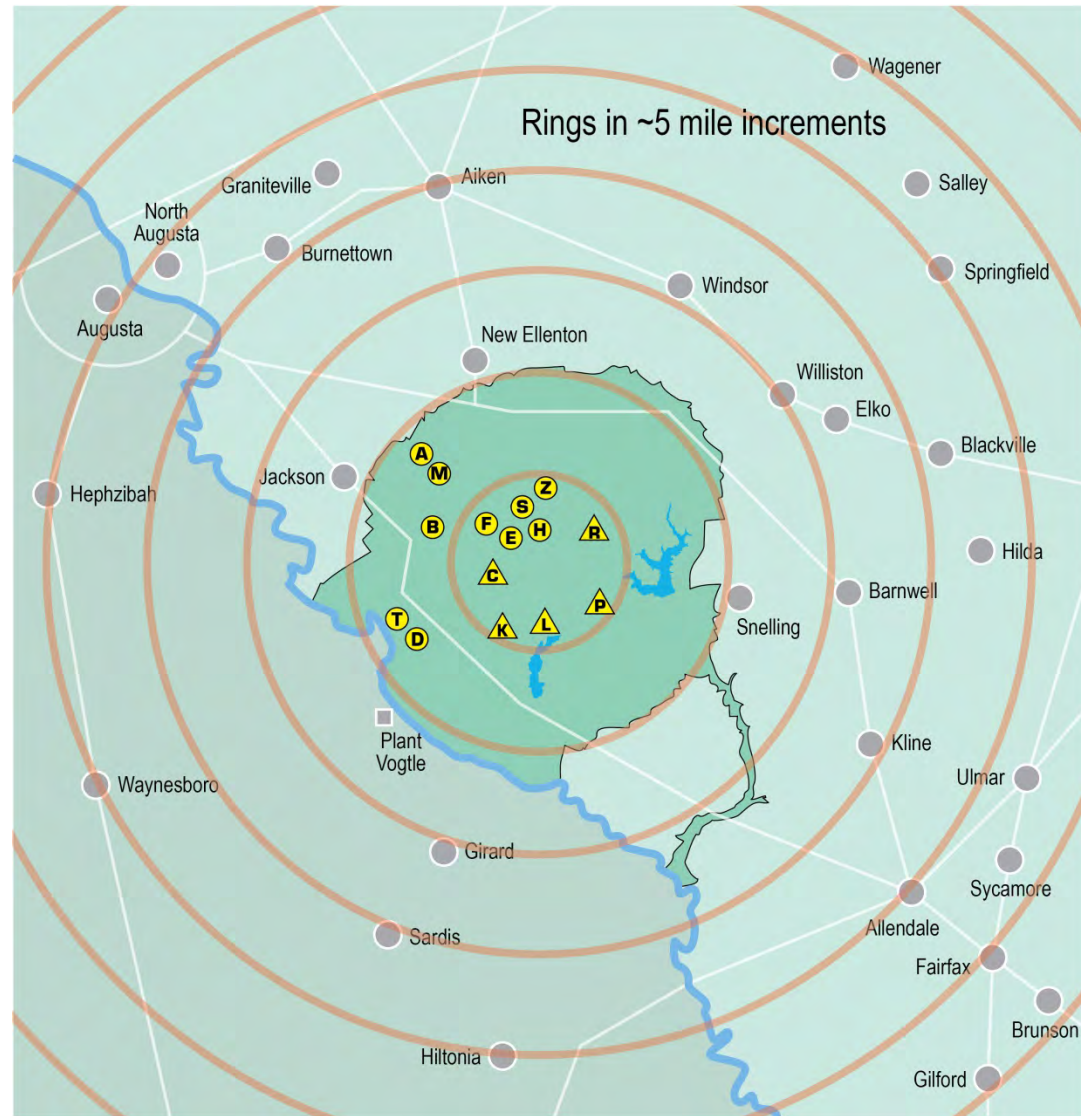 Wagener
Rings in ~5 mile increments
Graniteville
Aiken
Salley
North
Augusta
Burnettown
Springfield
Windsor
Augusta
New Ellenton
Williston
Elko
A
Blackville
M
Jackson
Z
Hephzibah
S
B
F
H
R
E
Hilda
C
Barnwell
P
Snelling
T
L
K
D
Plant
Vogtle
Kline
Ulmar
Waynesboro
Girard
Sycamore
Allendale
Sardis
Fairfax
Brunson
Hiltonia
Gilford